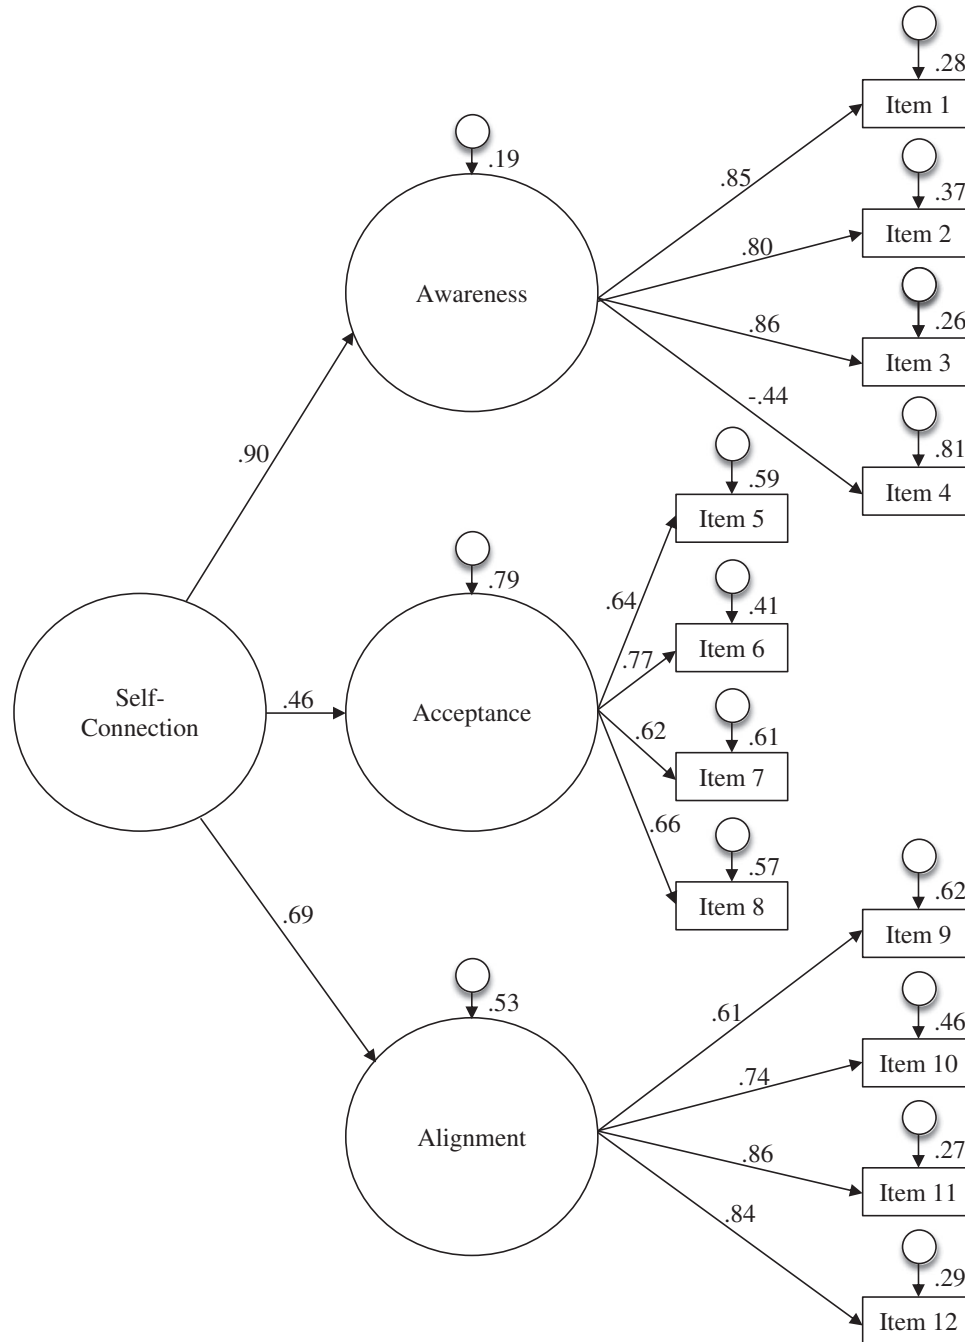 .28
Item 1
.37
Item 2
.26
Item 3
.81
Item 4
.19
Awareness
.85
.80
.86
-.44
.90
.59
Item 5
.41
Item 6
.61
Item 7
.57
Item 8
.79
Acceptance
.64
.77
.62
.66
Self-
Connection
.46
.69
.62
Item 9
.46
Item 10
.27
Item 11
.29
Item 12
.53
Alignment
.61
.74
.86
.84